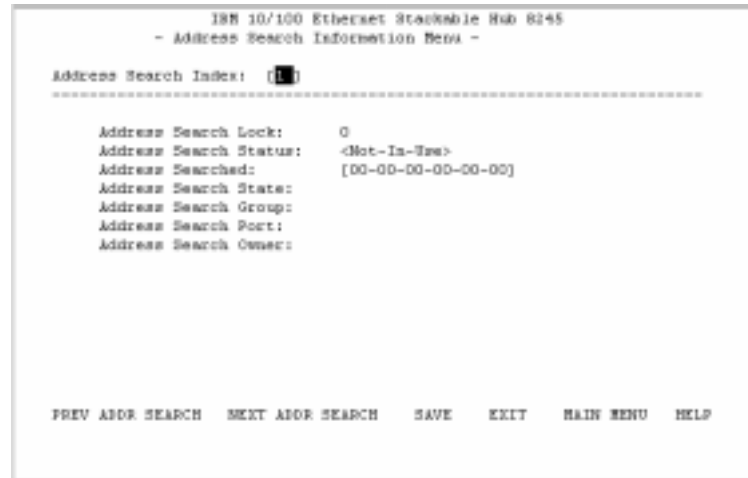 IBM 10/100 Ethernet Stackable Hub 8245
- Address Search Information Menu -
Address Search Index: [1 ]
===========================================================================
Address Search Lock: 0
Address Search Status: <Not-In-Use>
Address Searched: [00-00-00-00-00-00]
Address Search State:
Address Search Group:
Address Search Port:
Address Search Owner:
PREV ADDR SEARCH NEXT ADDR SEARCH SAVE EXIT MAIN MENU HELP